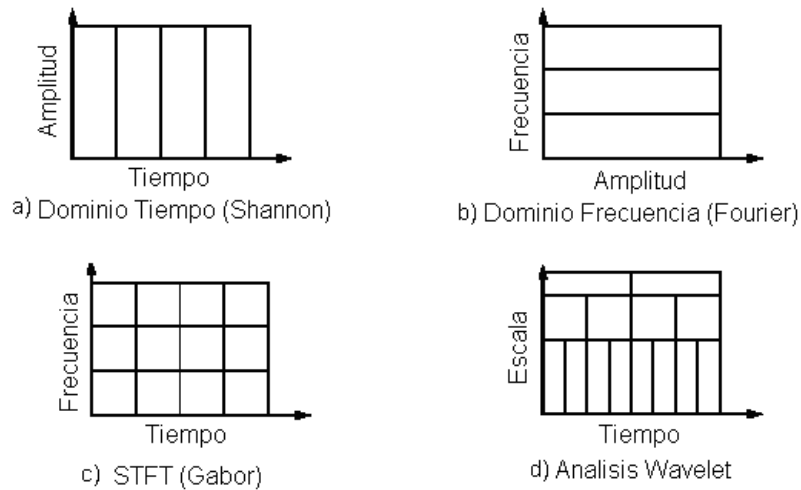 Amplitud
Tiempo
a) Dominio Tiempo (Shannon)
Frecuencia
Amplitud
b) Dominio Frecuencia (Fourier)
Frecuencia
Tiempo
c) STFT (Gabor)
Escala
Tiempo
d) Analisis Wavelet